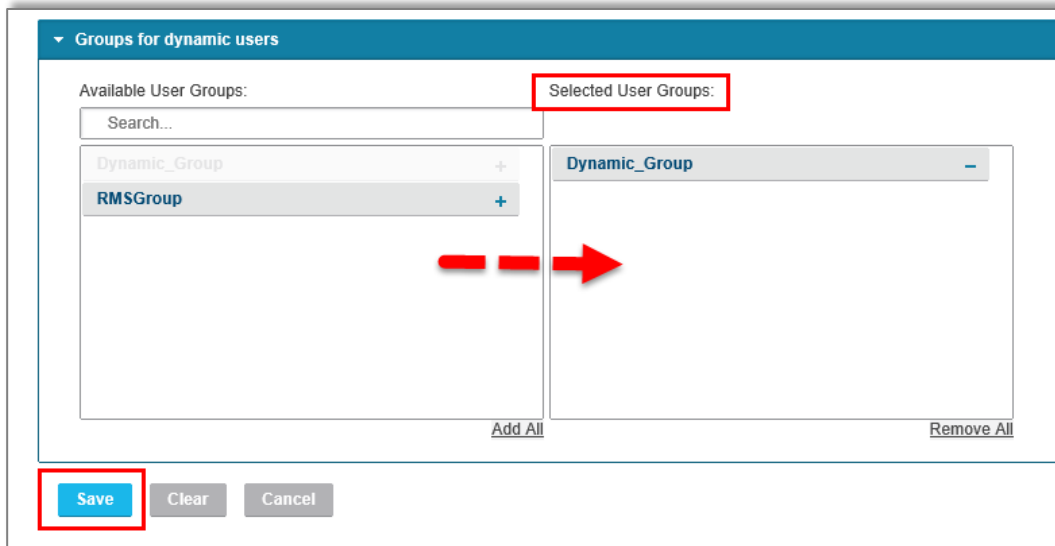 Groups for dynamic users
Available User Groups:
Selected User Groups:
Search...
Dynamic_Group +
RMSGroup +
Dynamic_Group –
Add All
Remove All
Save
Clear
Cancel